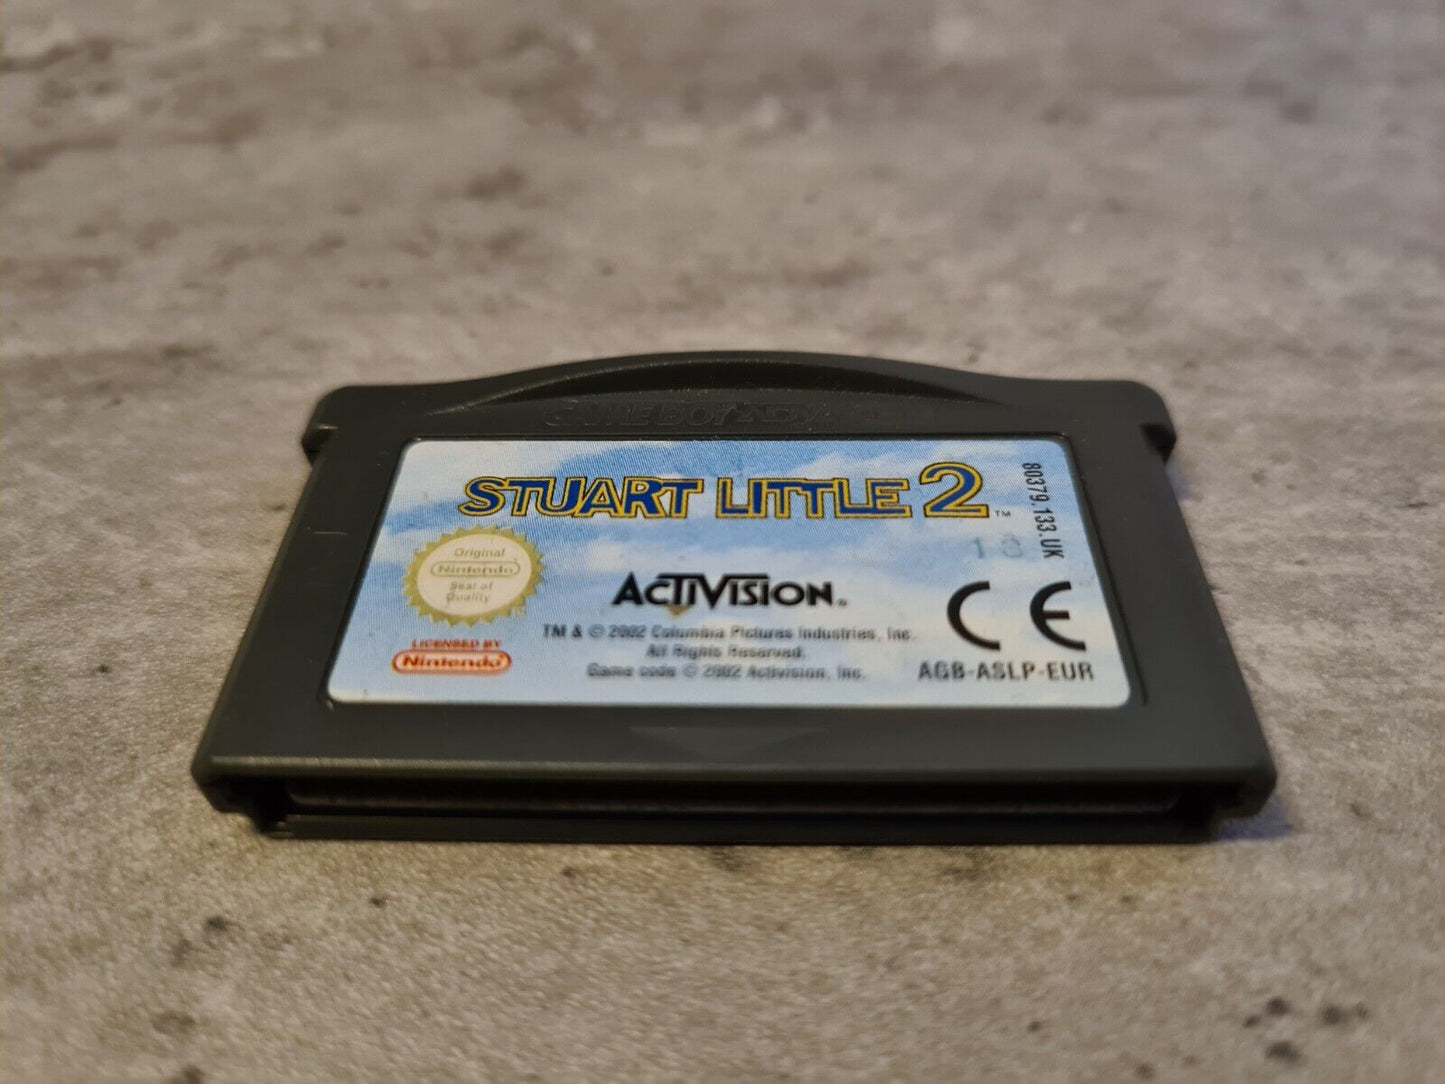 GAME BOY ADVANCE
STUART LITTLE 2 ™
80379.133.UK
Original
Nintendo
Seal of
Quality
ACTIVISION®
CE
LICENSED BY
Nintendo®
TM & © 2002 Columbia Pictures Industries, Inc.
All Rights Reserved.
Game code © 2002 Activision, Inc.
AGB-ASLP-EUR